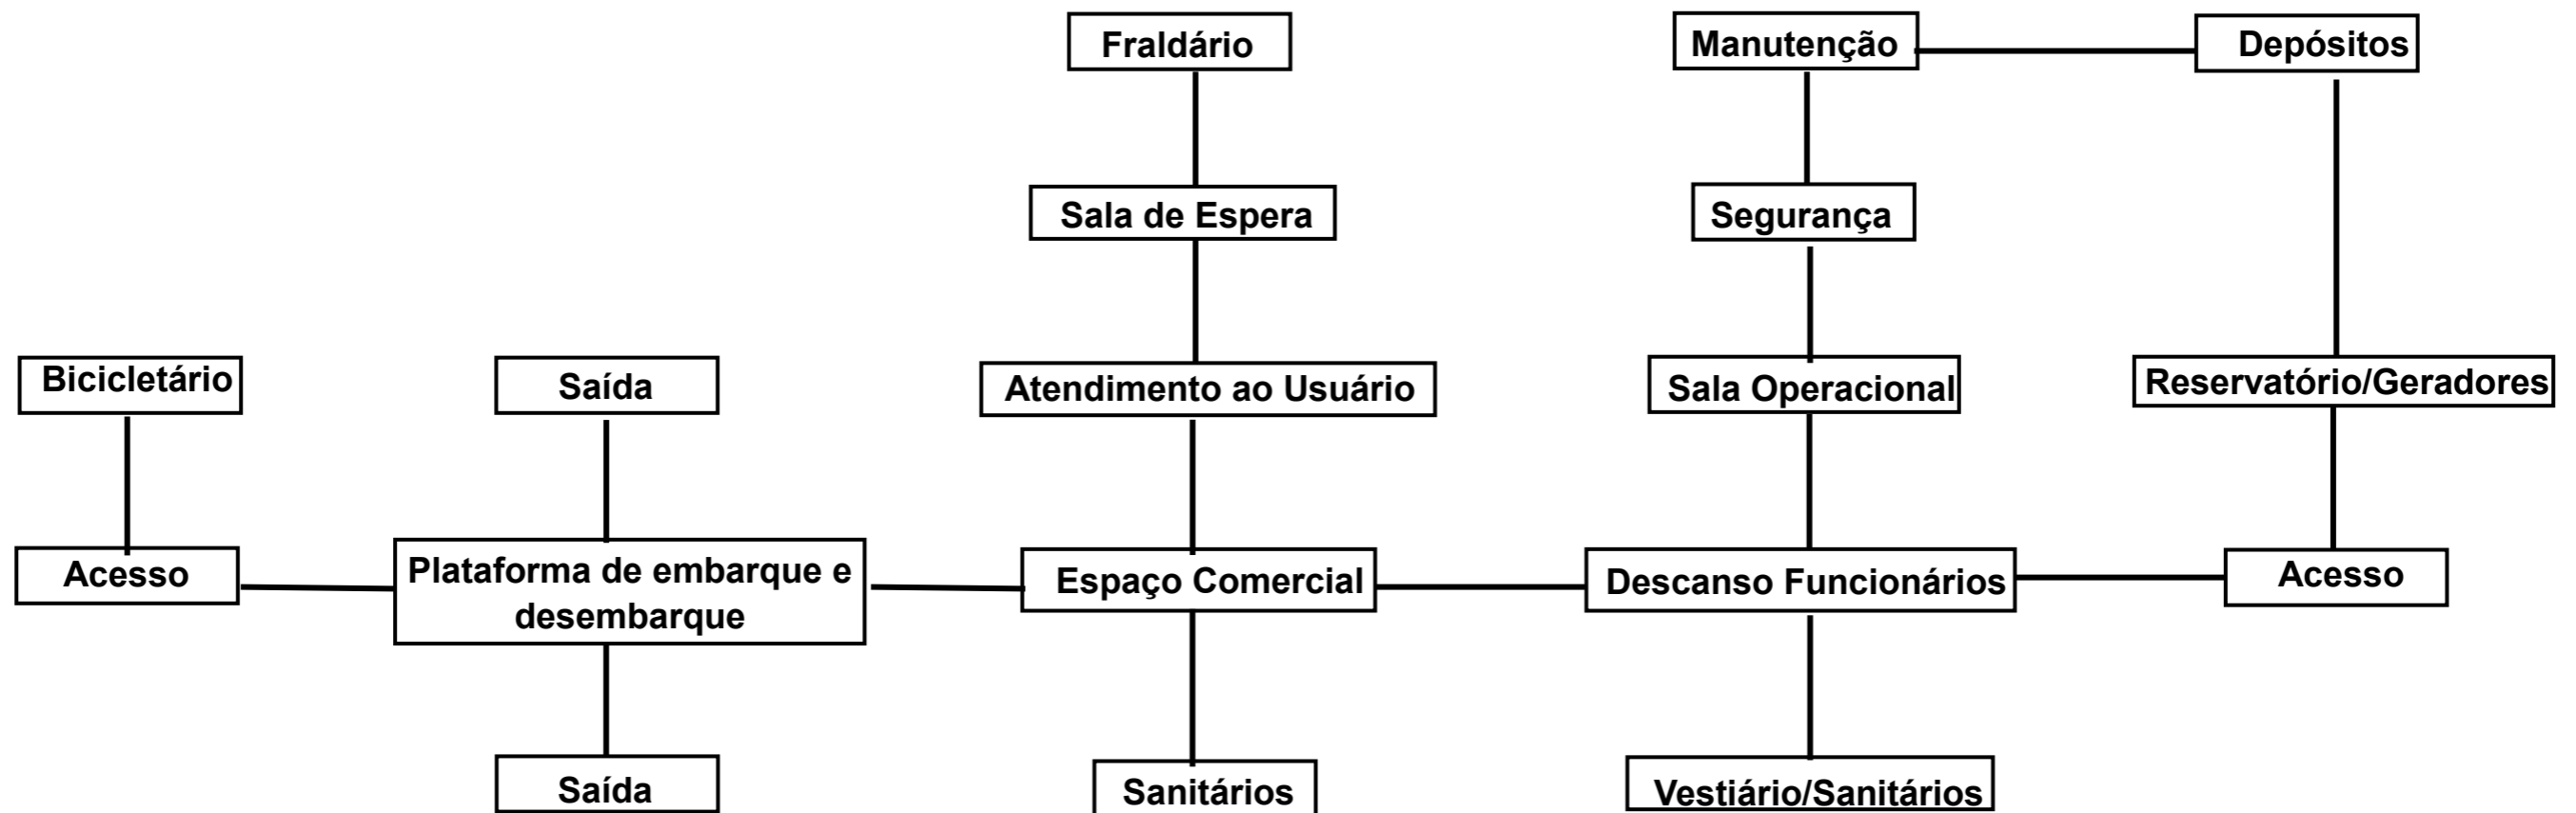 Fraldário
Manutenção
Depósitos
Sala de Espera
Segurança
Bicicletário
Saída
Atendimento ao Usuário
Sala Operacional
Reservatório/Geradores
Acesso
Plataforma de embarque e
desembarque
Espaço Comercial
Descanso Funcionários
Acesso
Saída
Sanitários
Vestiário/Sanitários